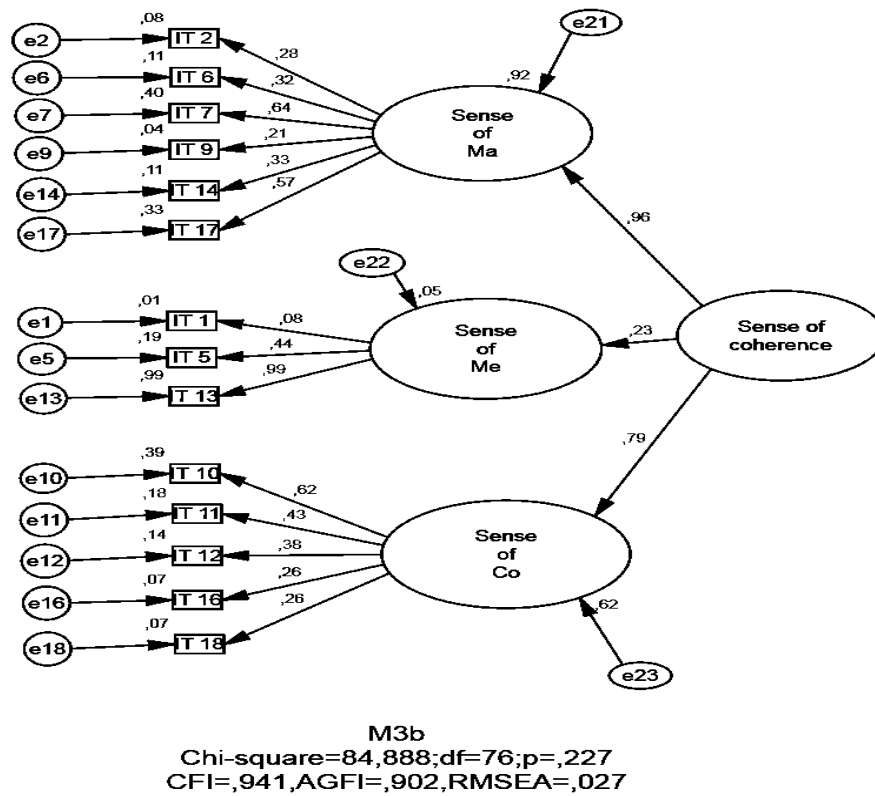 ,08
e2
IT 2
,28
e21
,11
e6
IT 6
,32
,92
,40
e7
IT 7
,64
Sense
of
Ma
,04
e9
IT 9
,21
,11
e14
IT 14
,33
,57
,33
e17
IT 17
,96
e22
,05
,01
e1
IT 1
,08
,19
e5
IT 5
,44
Sense
of
Me
,23
Sense of
coherence
,99
e13
IT 13
,99
,79
,39
e10
IT 10
,62
,18
e11
IT 11
,43
,14
e12
IT 12
,38
Sense
of
Co
,07
e16
IT 16
,26
,26
,62
,07
e18
IT 18
e23
M3b
Chi-square=84,888;df=76;p=,227
CFI=,941,AGFI=,902,RMSEA=,027